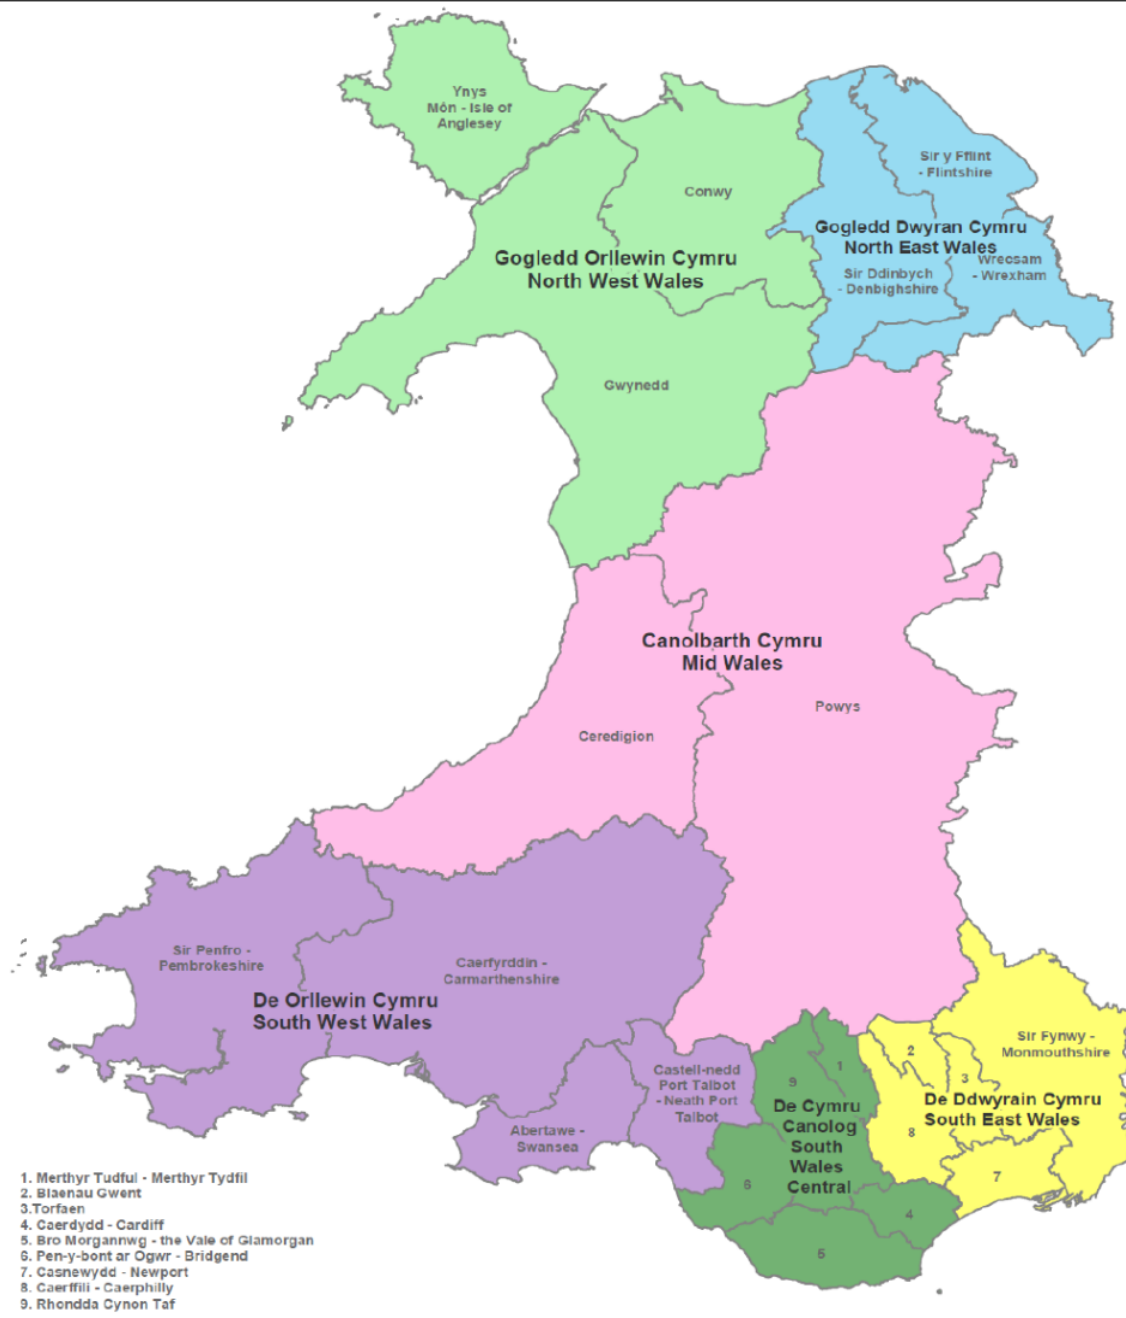 Ynys
Môn - Isle of
Anglesey
Conwy
Sir y Fflint
- Flintshire
Gogledd Dwyran Cymru
North East Wales
Wrecsam
- Wrexham
Sir Ddinbych
- Denbighshire
Gogledd Orllewin Cymru
North West Wales
Gwynedd
Canolbarth Cymru
Mid Wales
Powys
Ceredigion
Sir Penfro -
Pembrokeshire
Caerfyrddin -
Carmarthenshire
De Orllewin Cymru
South West Wales
Castell-nedd
Port Talbot
- Neath Port
Talbot
Abertawe -
Swansea
9
1
De Cymru
Canolog
South
Wales
Central
6
4
5
Sir Fynwy -
Monmouthshire
2
3
De Ddwyrain Cymru
South East Wales
8
7
1. Merthyr Tudful - Merthyr Tydfil
2. Blaenau Gwent
3.Torfaen
4. Caerdydd - Cardiff
5. Bro Morgannwg - the Vale of Glamorgan
6. Pen-y-bont ar Ogwr - Bridgend
7. Casnewydd - Newport
8. Caerffili - Caerphilly
9. Rhondda Cynon Taf